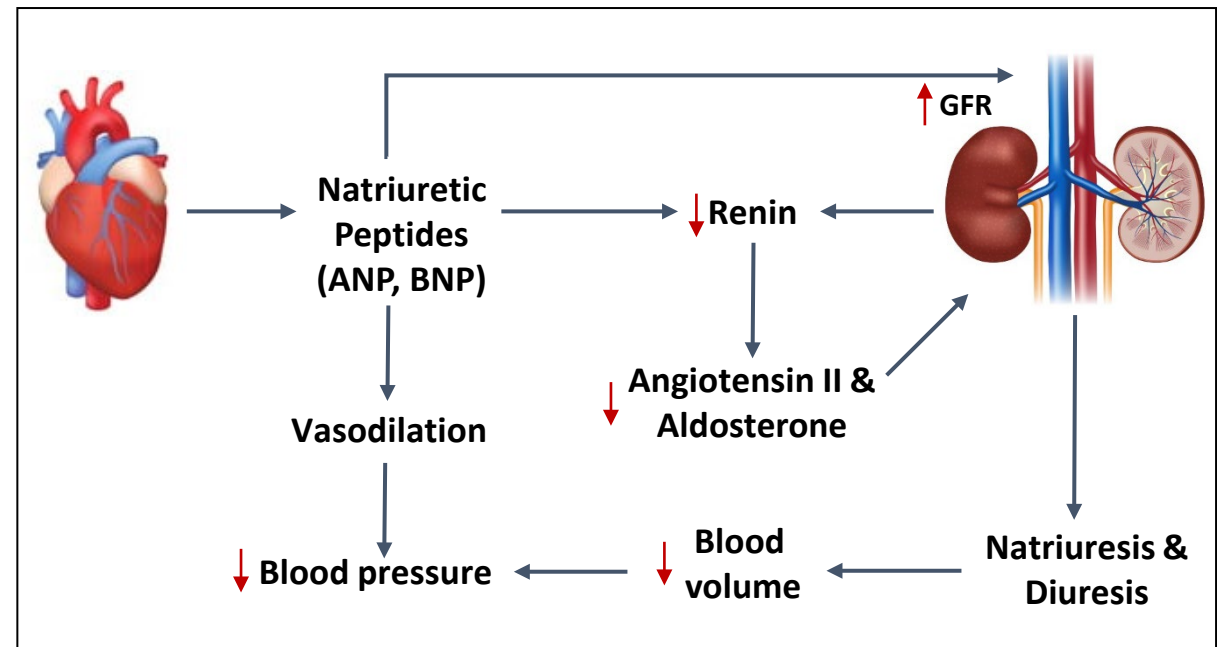 GFR
Natriuretic
Peptides
(ANP, BNP)
Renin
Angiotensin II &
Aldosterone
Vasodilation
Blood pressure
Blood
volume
Natriuresis &
Diuresis